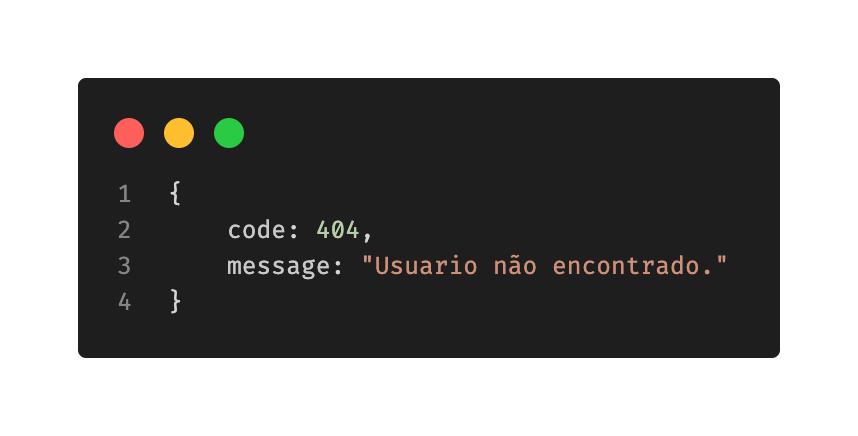 1 {
2 code: 404,
3 message: "Usuario não encontrado."
4 }